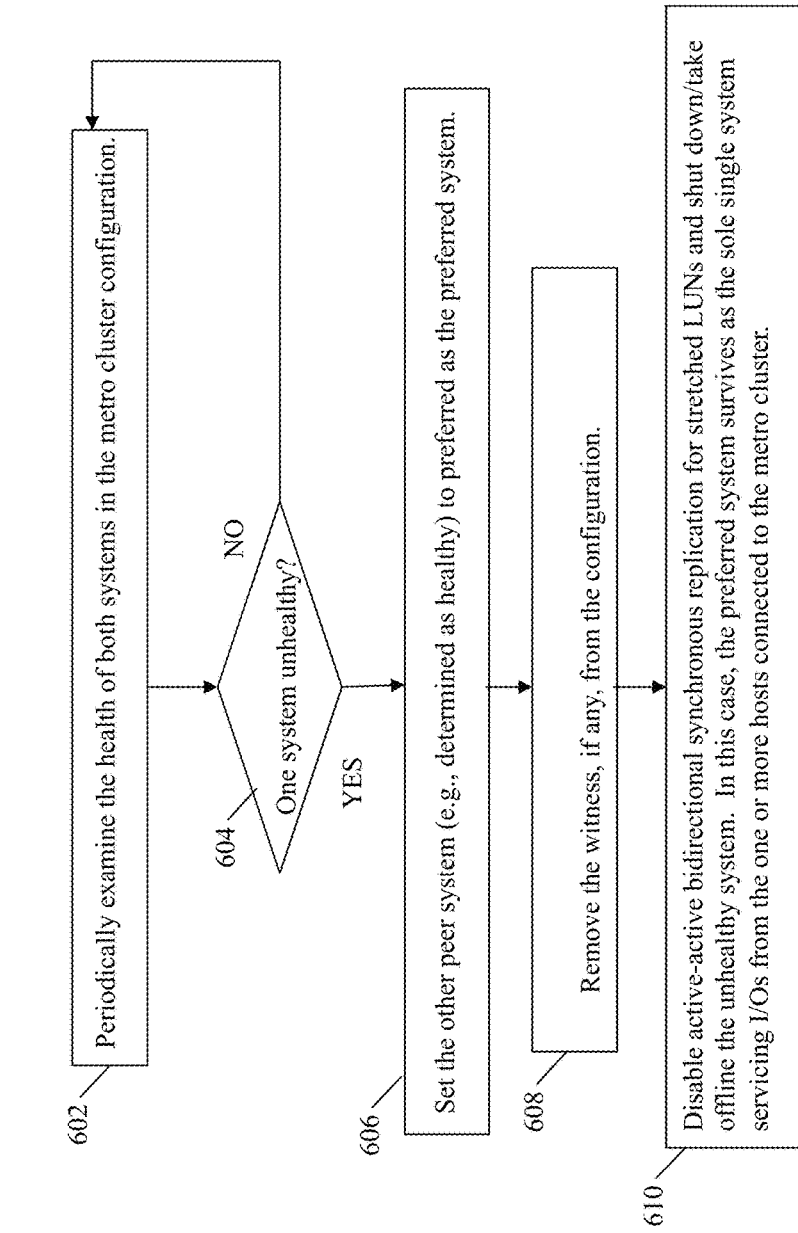 602
Periodically examine the health of both systems in the metro cluster configuration.
604
One system unhealthy?
NO
YES
606
Set the other peer system (e.g., determined as healthy) to preferred as the preferred system.
608
Remove the witness, if any, from the configuration.
610
Disable active-active bidirectional synchronous replication for stretched LUNs and shut down/take
offline the unhealthy system. In this case, the preferred system survives as the sole single system
servicing I/Os from the one or more hosts connected to the metro cluster.